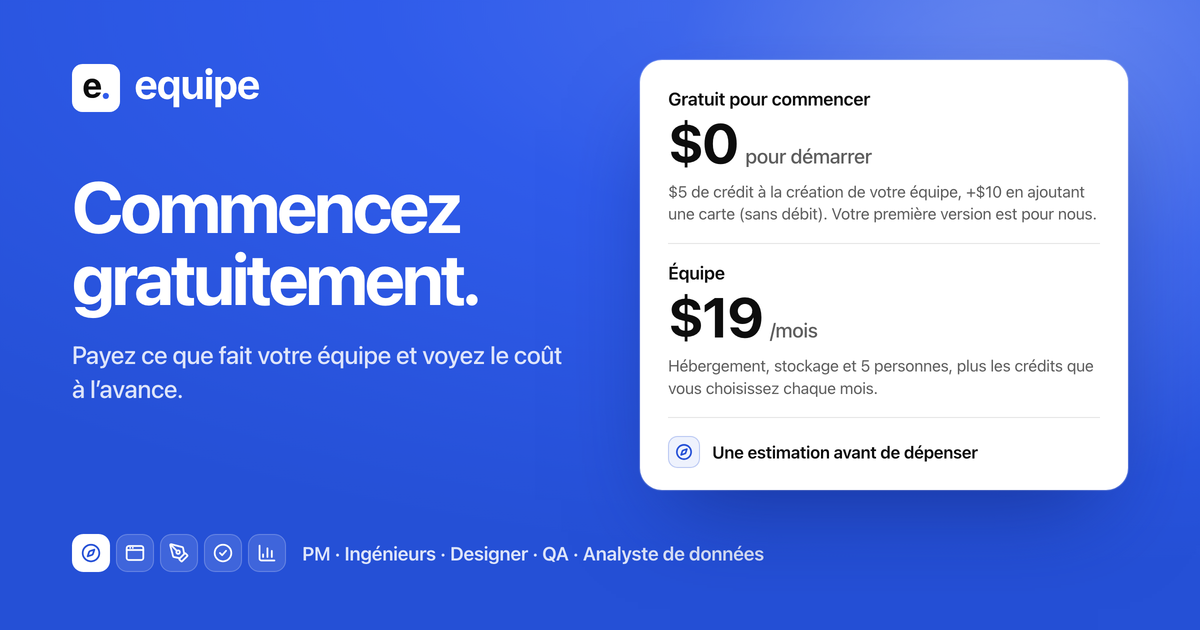 e. equipe
Commencez
gratuitement.
Payez ce que fait votre équipe et voyez le coût
à l’avance.
PM · Ingénieurs · Designer · QA · Analyste de données
Gratuit pour commencer
$0 pour démarrer
$5 de crédit à la création de votre équipe, +$10 en ajoutant
une carte (sans débit). Votre première version est pour nous.
Équipe
$19 /mois
Hébergement, stockage et 5 personnes, plus les crédits que
vous choisissez chaque mois.
Une estimation avant de dépenser